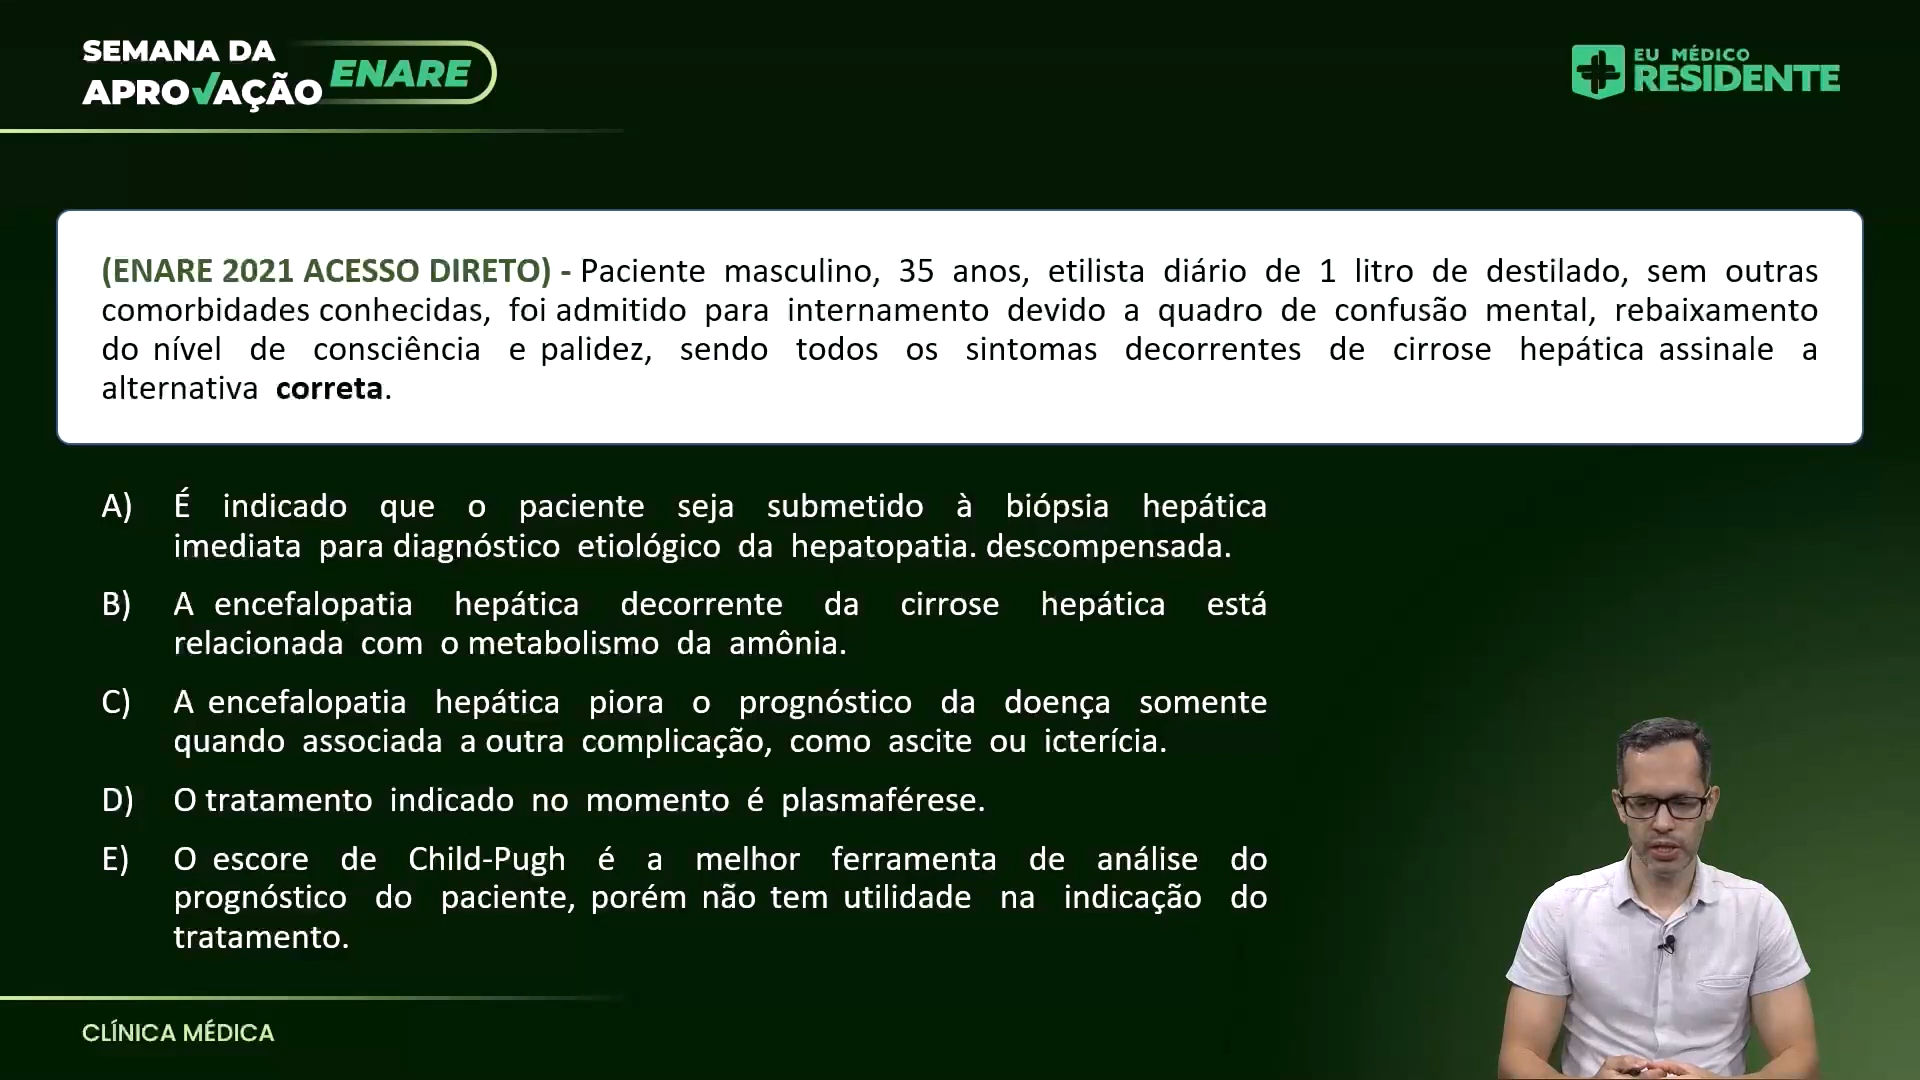 SEMANA DA
APROVAÇÃO ENARE
EU MÉDICO
RESIDENTE
(ENARE 2021 ACESSO DIRETO) - Paciente masculino, 35 anos, etilista diário de 1 litro de destilado, sem outras
comorbidades conhecidas, foi admitido para internamento devido a quadro de confusão mental, rebaixamento
do nível de consciência e palidez, sendo todos os sintomas decorrentes de cirrose hepática assinale a
alternativa correta.
A) É indicado que o paciente seja submetido à biópsia hepática
imediata para diagnóstico etiológico da hepatopatia. descompensada.
B) A encefalopatia hepática decorrente da cirrose hepática está
relacionada com o metabolismo da amônia.
C) A encefalopatia hepática piora o prognóstico da doença somente
quando associada a outra complicação, como ascite ou icterícia.
D) O tratamento indicado no momento é plasmaférese.
E) O escore de Child-Pugh é a melhor ferramenta de análise do
prognóstico do paciente, porém não tem utilidade na indicação do
tratamento.
CLÍNICA MÉDICA